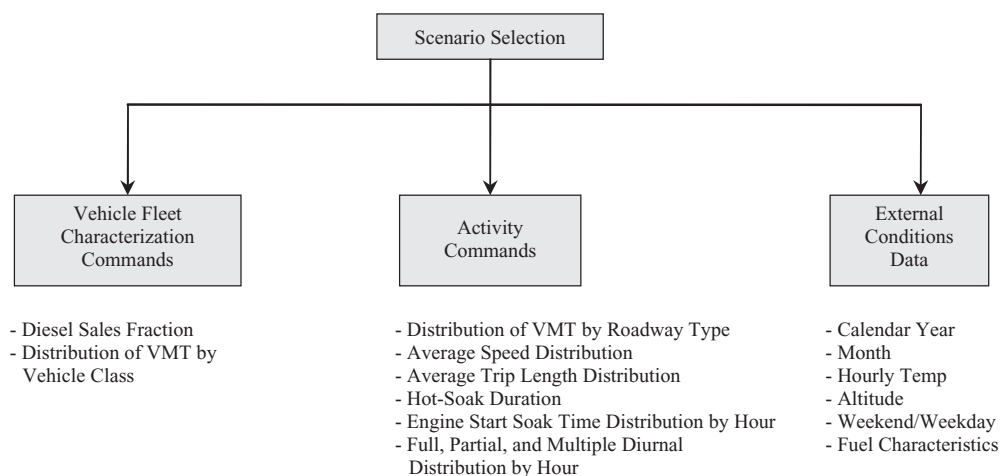 Scenario Selection
Vehicle Fleet
Characterization
Commands
- Diesel Sales Fraction
- Distribution of VMT by
Vehicle Class
Activity
Commands
- Distribution of VMT by Roadway Type
- Average Speed Distribution
- Average Trip Length Distribution
- Hot-Soak Duration
- Engine Start Soak Time Distribution by Hour
- Full, Partial, and Multiple Diurnal
Distribution by Hour
External
Conditions
Data
- Calendar Year
- Month
- Hourly Temp
- Altitude
- Weekend/Weekday
- Fuel Characteristics